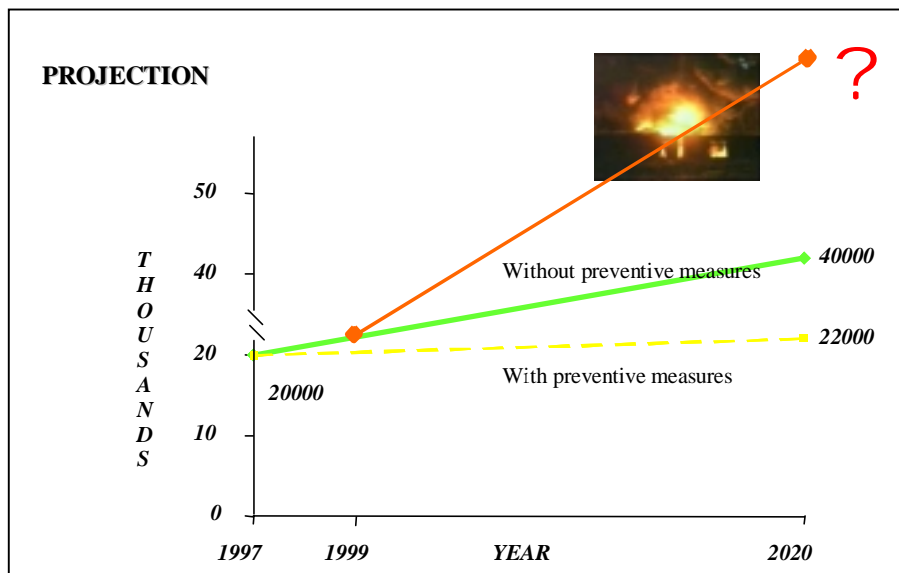 PROJECTION
?
50
T
H
O
U
S
A
N
D
S
40
Without preventive measures
40000
20
22000
With preventive measures
20000
10
0
1997
1999
YEAR
2020